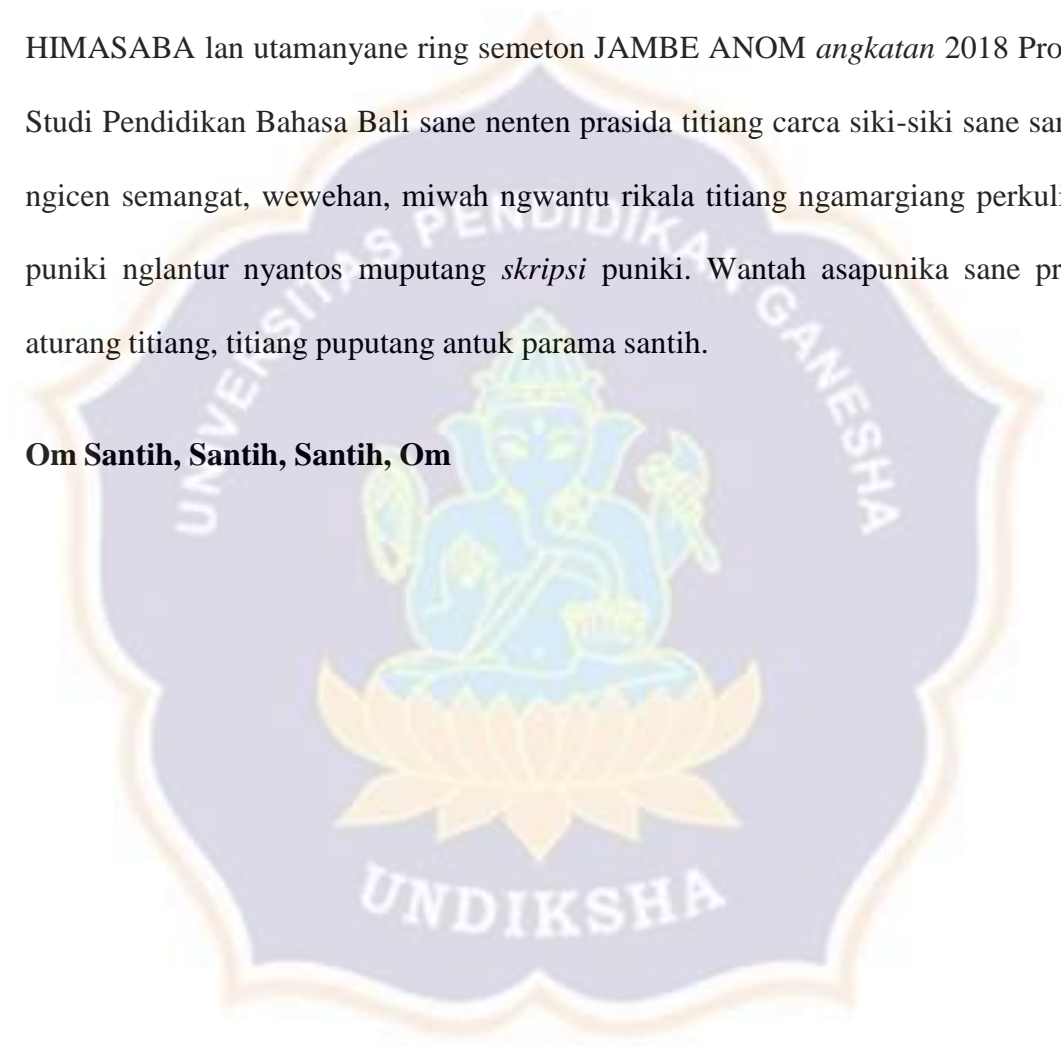 HIMASABA lan utamanyane ring semeton JAMBE ANOM angkatan 2018 Pro
Studi Pendidikan Bahasa Bali sane nenten prasida titiang carca siki-siki sane sa
ngicen semangat, wewehan, miwah ngwantu rikala titiang ngamargiang perkuli
puniki nglantur nyantos muputang skripsi puniki. Wantah asapunika sane pr
aturang titiang, titiang puputang antuk parama santih.
Om Santih, Santih, Santih, Om
UNIVERSITAS PENDIDIKAN GANESHA
UNDIKSHA